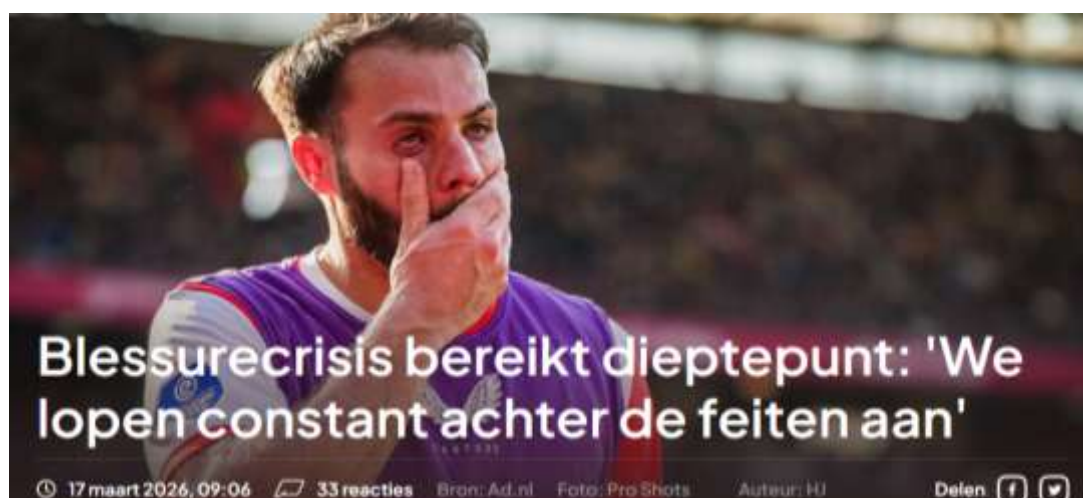 Blessurecrisis bereikt dieptepunt: 'We
lopen constant achter de feiten aan'
17 maart 2026, 09:06 33 reacties Bron: Ad.nl Foto: Pro Shots Auteur: HJ Delen